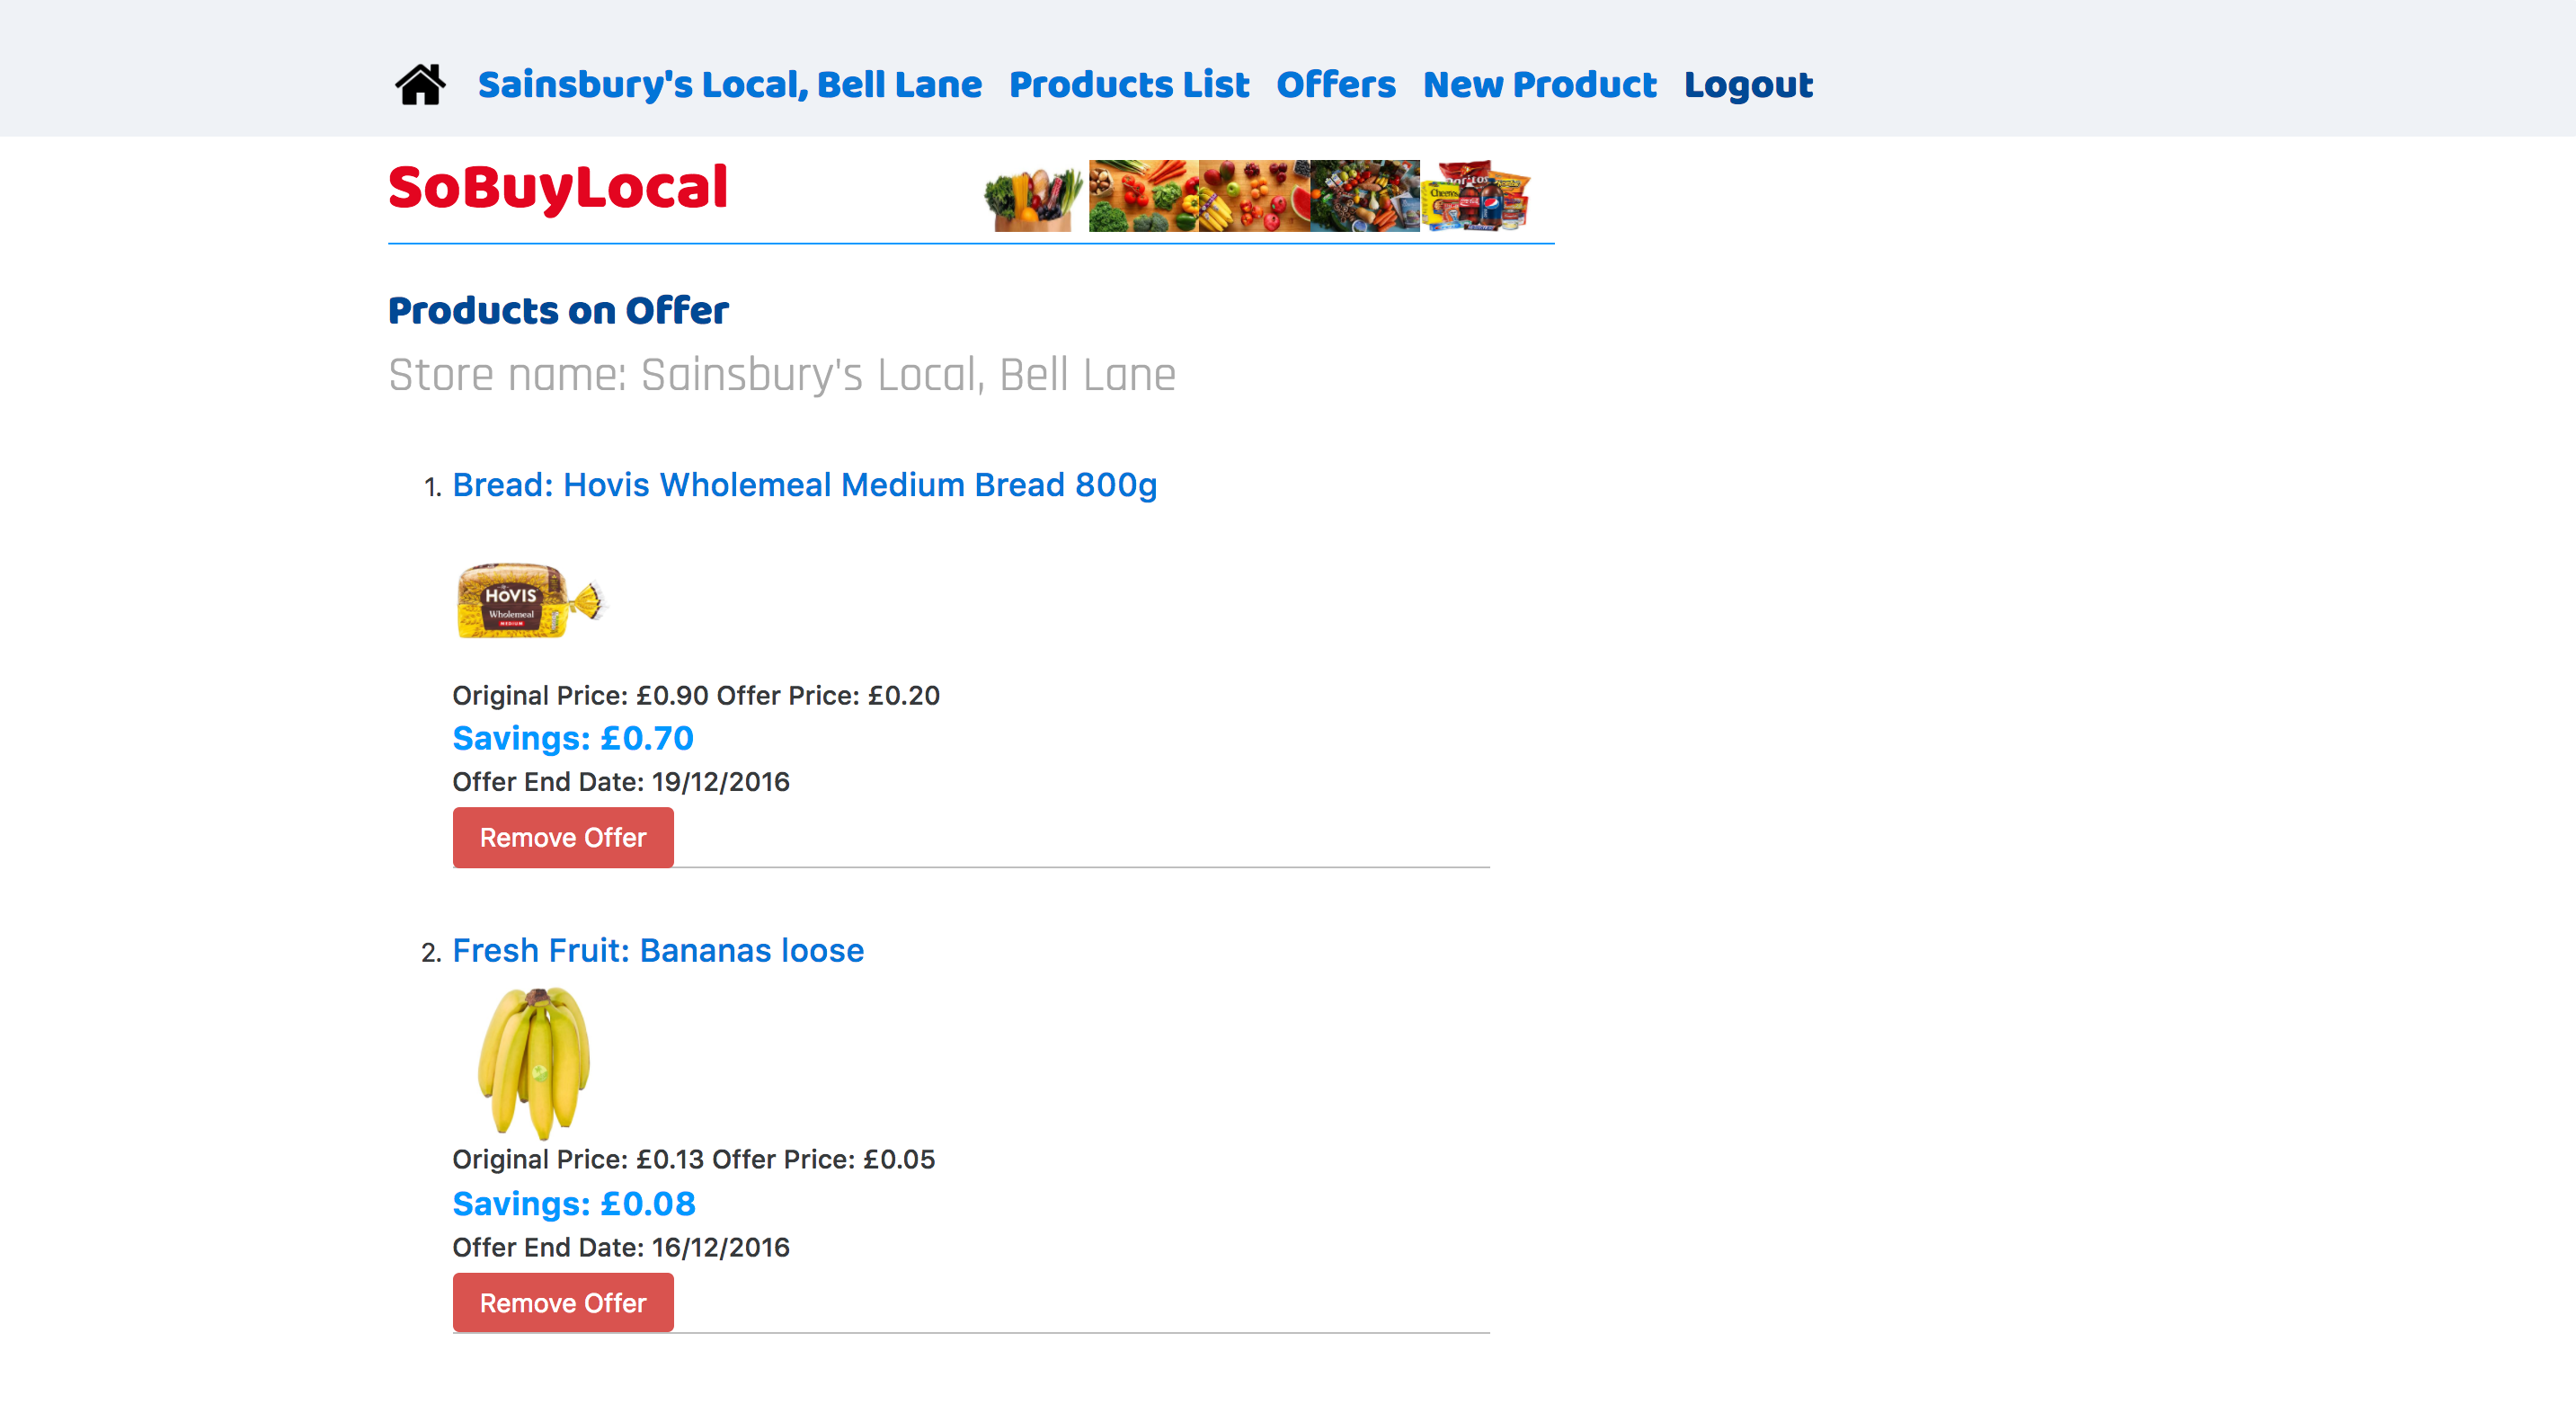 Sainsbury's Local, Bell Lane Products List Offers New Product Logout
SoBuyLocal
Products on Offer
Store name: Sainsbury's Local, Bell Lane
1. Bread: Hovis Wholemeal Medium Bread 800g
HOVIS
Wholemeal
MEDIUM
Original Price: £0.90 Offer Price: £0.20
Savings: £0.70
Offer End Date: 19/12/2016
Remove Offer
2. Fresh Fruit: Bananas loose
Original Price: £0.13 Offer Price: £0.05
Savings: £0.08
Offer End Date: 16/12/2016
Remove Offer